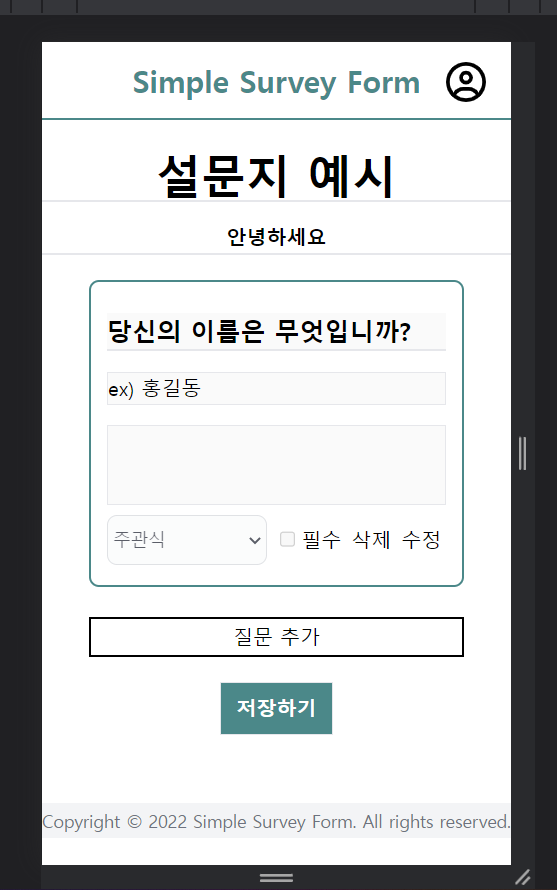 Simple Survey Form
설문지 예시
안녕하세요
당신의 이름은 무엇입니까?
ex) 홍길동
주관식 필수 삭제 수정
질문 추가
저장하기
Copyright © 2022 Simple Survey Form. All rights reserved.